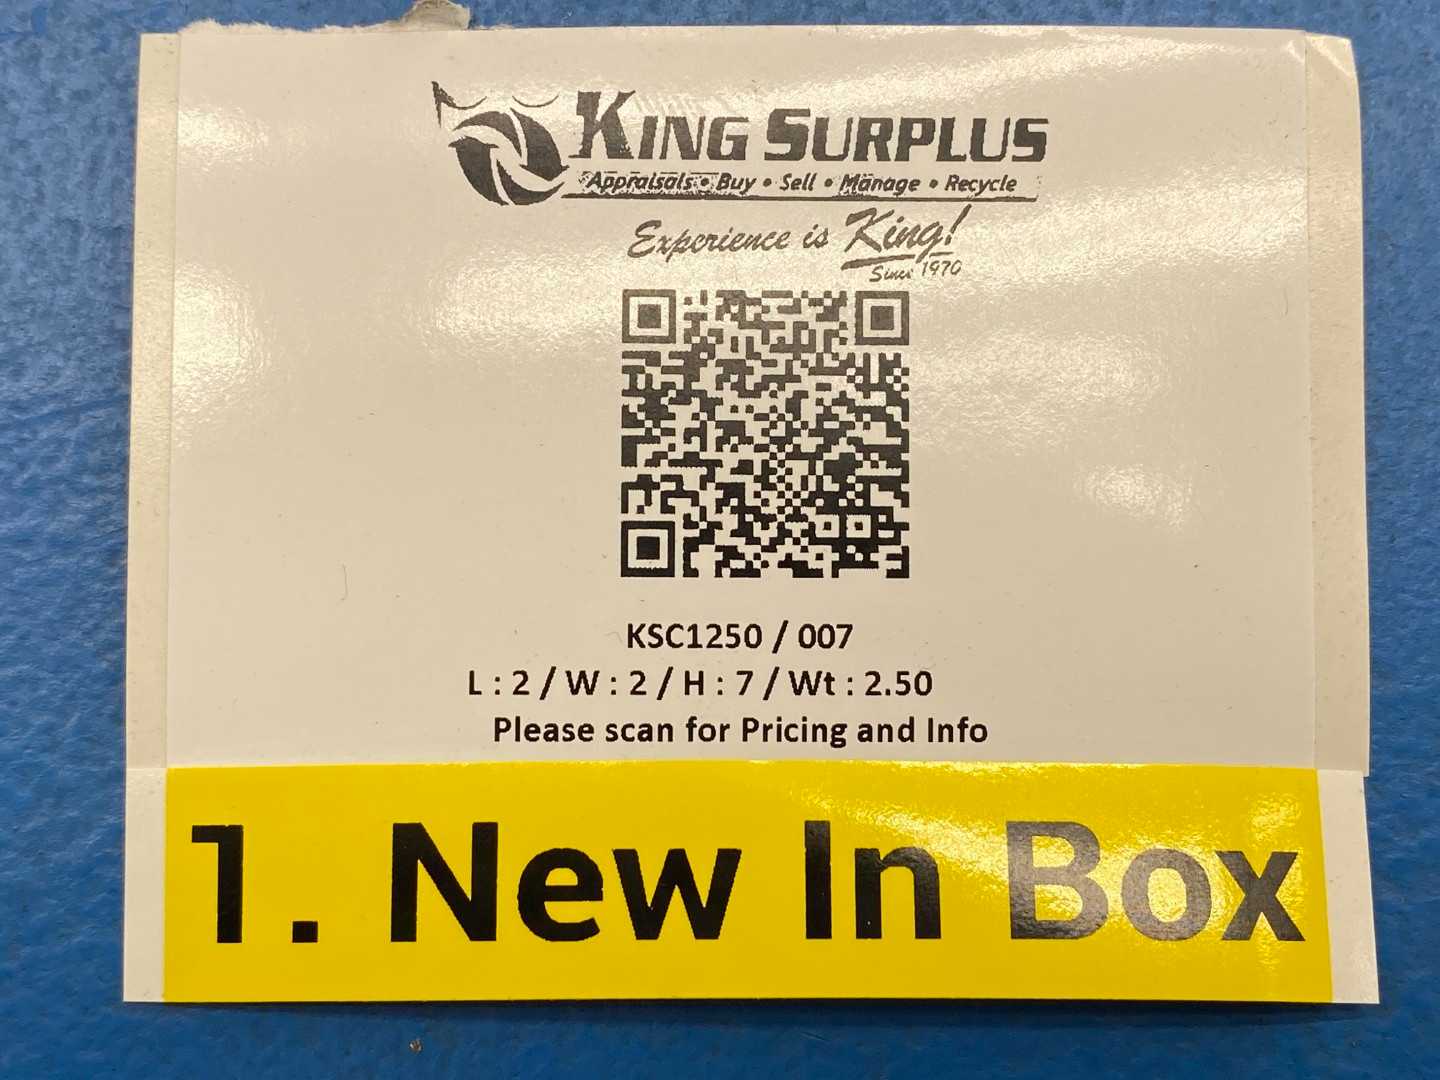 KING SURPLUS
Appraisals • Buy • Sell • Manage • Recycle
Experience is King!
Since 1970
KSC1250 / 007
L : 2 / W : 2 / H : 7 / Wt : 2.50
Please scan for Pricing and Info
1. New In Box